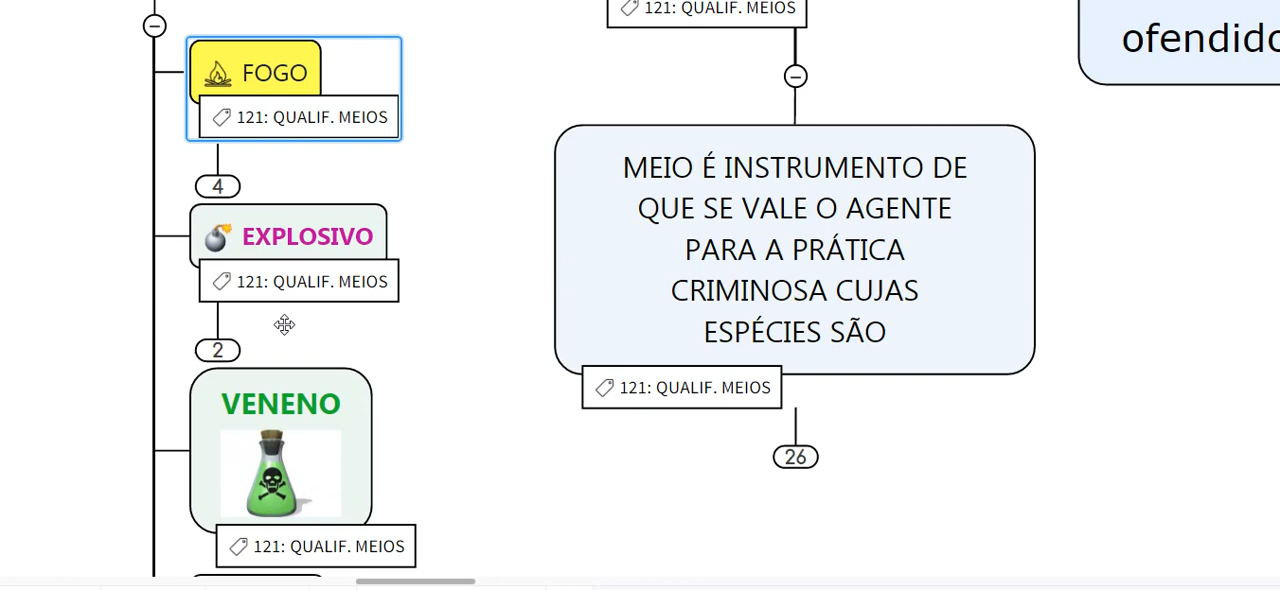 FOGO
121: QUALIF. MEIOS
4
EXPLOSIVO
121: QUALIF. MEIOS
2
VENENO
121: QUALIF. MEIOS
121: QUALIF. MEIOS
MEIO É INSTRUMENTO DE
QUE SE VALE O AGENTE
PARA A PRÁTICA
CRIMINOSA CUJAS
ESPÉCIES SÃO
121: QUALIF. MEIOS
26
ofendido